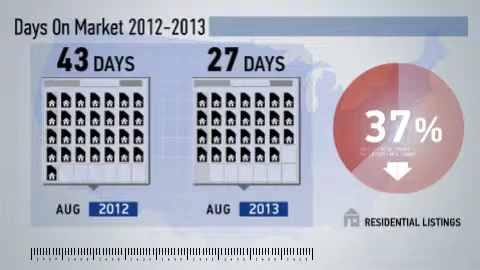 Days On Market 2012-2013
43 DAYS
27 DAYS
37%
AUG 2012
AUG 2013
RESIDENTIAL LISTINGS